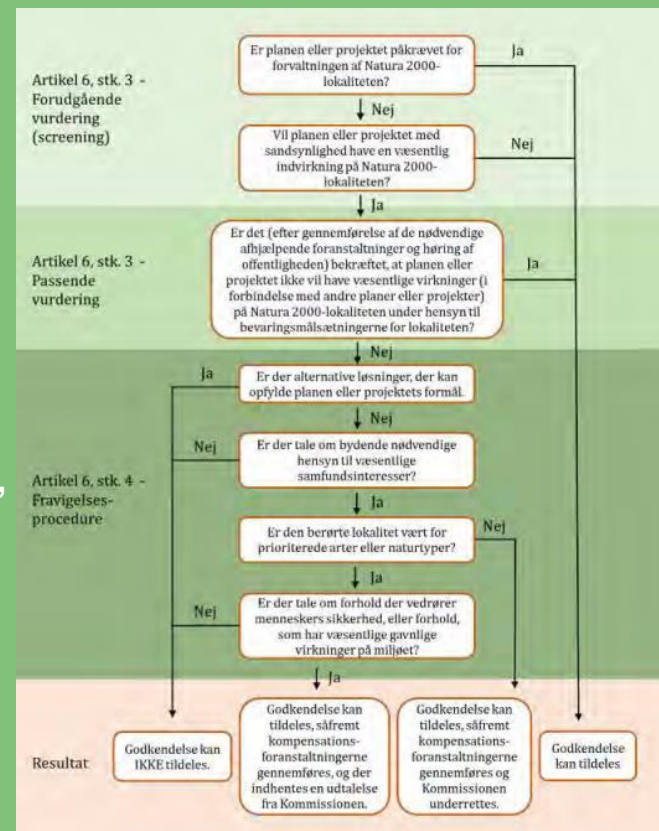 Artikel 6, stk. 3 -
Forudgående
vurdering
(screening)
Er planen eller projektet påkrævet for
forvaltningen af Natura 2000-
lokaliteten?
Ja
Nej
Vil planen eller projektet med
sandsynlighed have en væsentlig
indvirkning på Natura 2000-
lokaliteten?
Nej
Ja
Artikel 6, stk. 3 -
Passende
vurdering
Er det (efter gennemførelse af de nødvendige
afhjælpende foranstaltninger og høring af
offentligheden) bekræftet, at planen eller
projektet ikke vil have væsentlige virkninger (i
forbindelse med andre planer eller projekter)
på Natura 2000-lokaliteten under hensyn til
bevaringsmålsætningerne for lokaliteten?
Ja
Nej
Artikel 6, stk. 4 -
Fravigelses-
procedure
Er der alternative løsninger, der kan
opfylde planen eller projektets formål.
Ja
Nej
Er der tale om bydende nødvendige
hensyn til væsentlige
samfundsinteresser?
Nej
Ja
Er den berørte lokalitet vært for
prioriterede arter eller naturtyper?
Nej
Ja
Er der tale om forhold der vedrører
menneskers sikkerhed, eller forhold,
som har væsentlige gavnlige
virkninger på miljøet?
Nej
Ja
Resultat
Godkendelse kan
IKKE tildeles.
Godkendelse kan
tildeles, såfremt
kompensations-
foranstaltningerne
gennemføres, og der
indhentes en udtalelse
fra Kommissionen.
Godkendelse kan
tildeles, såfremt
kompensations-
foranstaltningerne
gennemføres og
Kommissionen
underrettes.
Godkendelse
kan tildeles
,